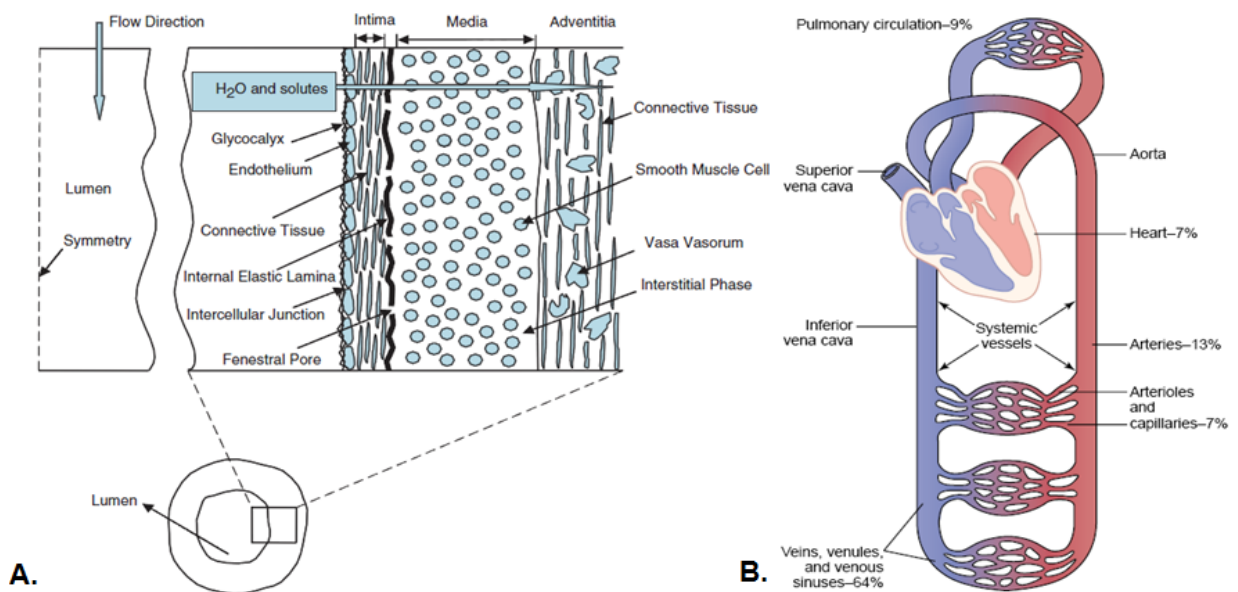 Flow Direction
Intima
Media
Adventitia
H2O and solutes
Glycocalyx
Endothelium
Lumen
Symmetry
Connective Tissue
Internal Elastic Lamina
Intercellular Junction
Fenestral Pore
Connective Tissue
Smooth Muscle Cell
Vasa Vasorum
Interstitial Phase
Lumen
A.
Pulmonary circulation–9%
Superior
vena cava
Aorta
Heart–7%
Inferior
vena cava
Systemic
vessels
Arteries–13%
Arterioles
and
capillaries–7%
Veins, venules,
and venous
sinuses–64%
B.